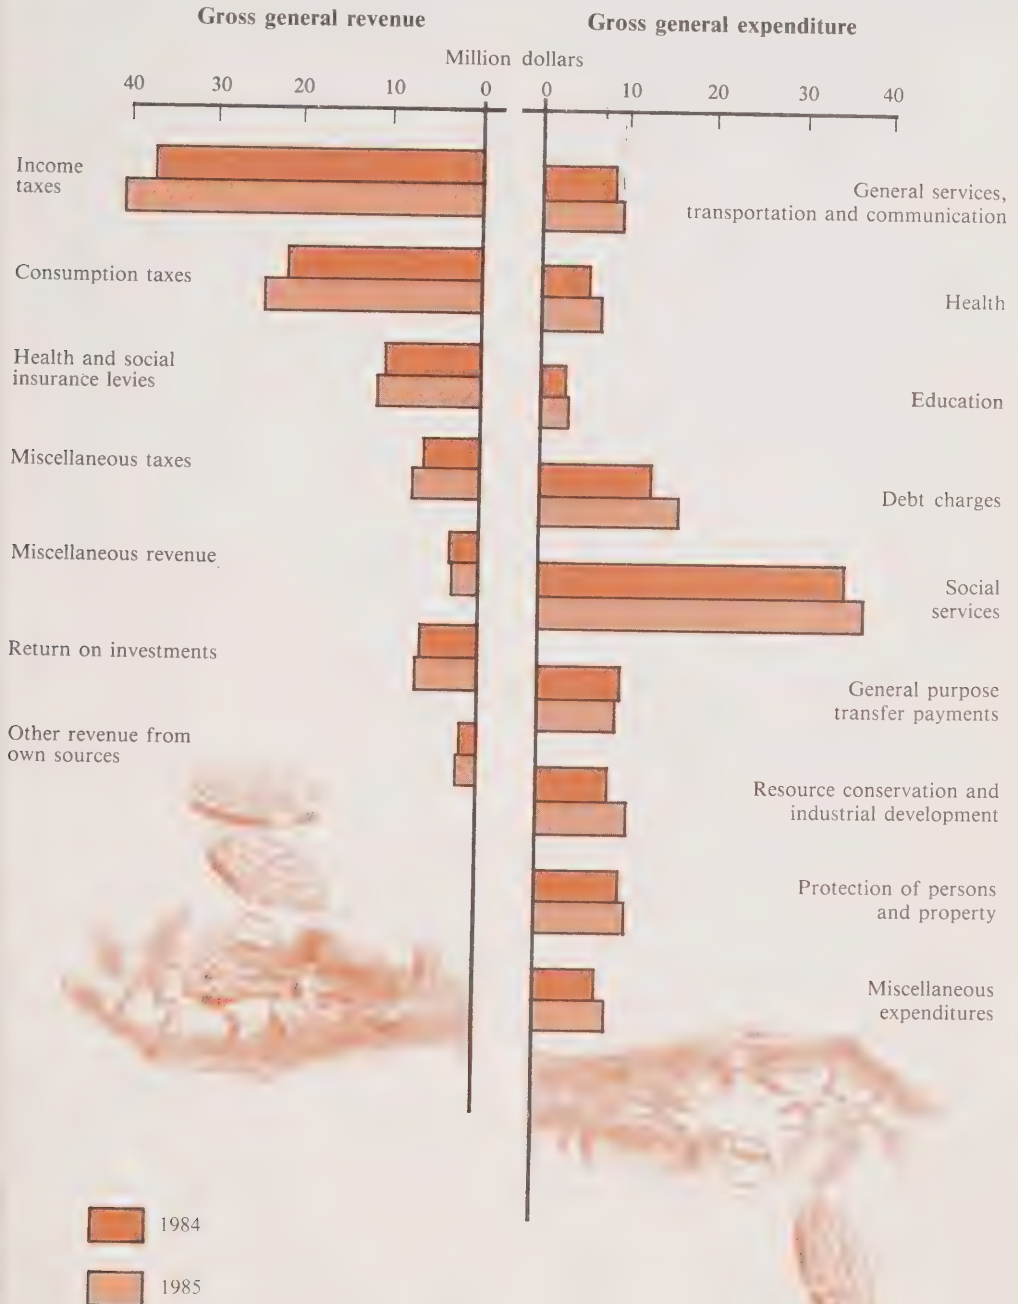 Gross general revenue
Gross general expenditure
Million dollars
40 30 20 10 0
0 10 20 30 40
Income
taxes
Consumption taxes
Health and social
insurance levies
Miscellaneous taxes
Miscellaneous revenue
Return on investments
Other revenue from
own sources
General services,
transportation and communication
Health
Education
Debt charges
Social
services
General purpose
transfer payments
Resource conservation and
industrial development
Protection of persons
and property
Miscellaneous
expenditures
1984
1985